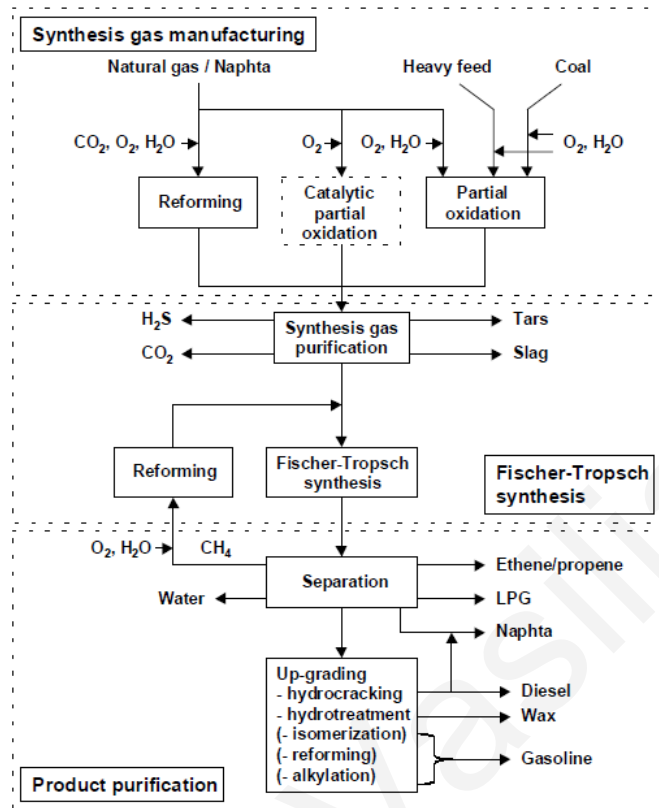 Synthesis gas manufacturing
Natural gas / Naphta
Heavy feed
Coal
CO₂, O₂, H₂O
O₂
O₂, H₂O
O₂, H₂O
Reforming
Catalytic
partial
oxidation
Partial
oxidation
H₂S
Synthesis gas
purification
Tars
CO₂
Slag
Reforming
Fischer-Tropsch
synthesis
Fischer-Tropsch
synthesis
O₂, H₂O
CH₄
Separation
Ethene/propene
Water
LPG
Naphta
Up-grading
- hydrocracking
- hydrotreatment
(- isomerization)
(- reforming)
(- alkylation)
Diesel
Wax
Gasoline
Product purification